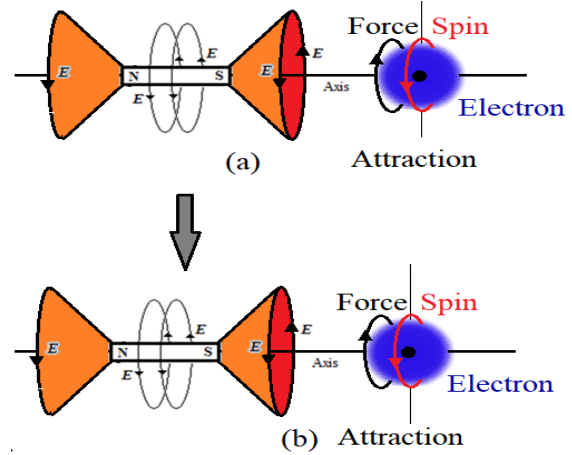 Force Spin
E E E
N S
E
Axis
Electron
Attraction
(a)
Force Spin
E E E E
N S
E
Axis
Electron
Attraction
(b)